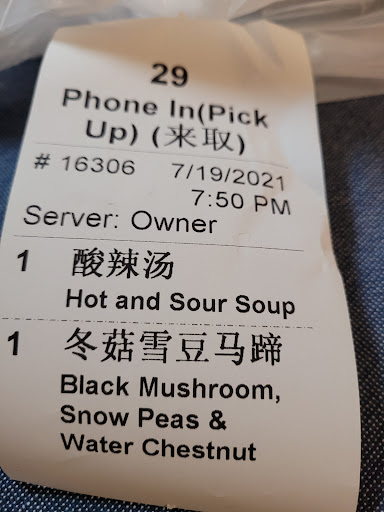 29
Phone In(Pick
Up) (来取)
# 16306 7/19/2021
7:50 PM
Server: Owner
1 酸辣汤
Hot and Sour Soup
1 冬菇雪豆马蹄
Black Mushroom,
Snow Peas &
Water Chestnut